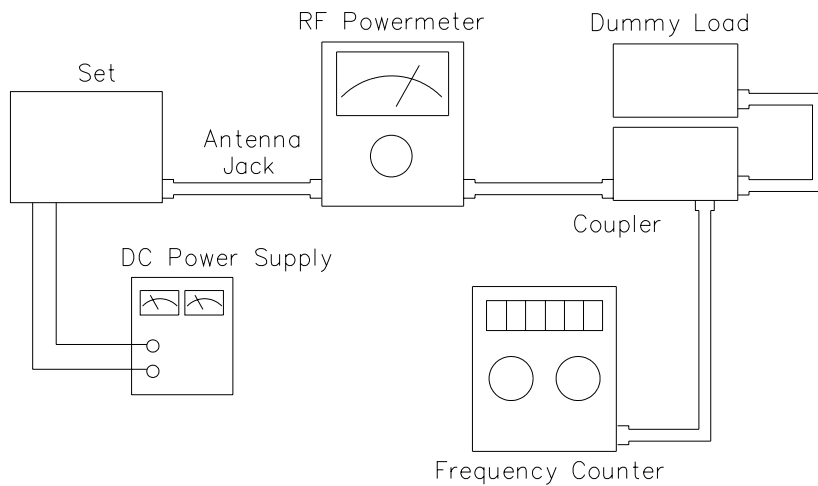 RF Powermeter
Dummy Load
Set
Antenna
Jack
Coupler
DC Power Supply
Frequency Counter